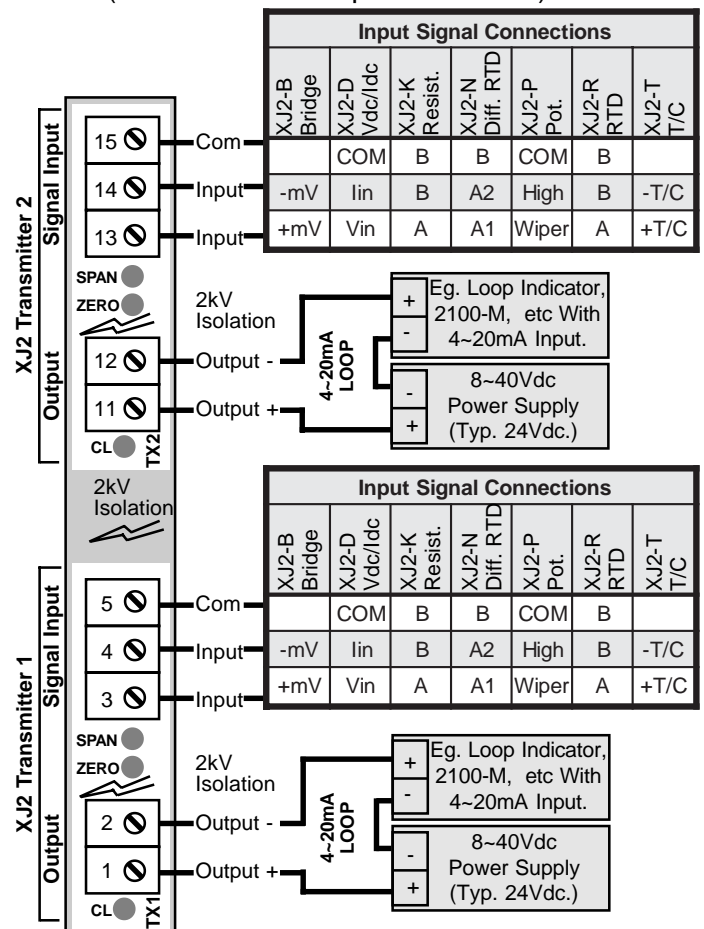 Input Signal Connections
XJ2-B Bridge | XJ2-D Vdc/Idc | XJ2-K Resist. | XJ2-N Diff. RTD | XJ2-P Pot. | XJ2-R RTD | XJ2-T T/C
COM | B | B | COM | B
-mV | Iin | B | A2 | High | B | -T/C
+mV | Vin | A | A1 | Wiper | A | +T/C
XJ2 Transmitter 2
Signal Input
15 Com
14 Input
13 Input
SPAN
ZERO
2kV
Isolation
Output
12 Output -
11 Output +
CL
TX2
4~20mA
LOOP
+
-
Eg. Loop Indicator,
2100-M, etc With
4~20mA Input.
-
+
8~40Vdc
Power Supply
(Typ. 24Vdc.)
2kV
Isolation
Input Signal Connections
XJ2-B Bridge | XJ2-D Vdc/Idc | XJ2-K Resist. | XJ2-N Diff. RTD | XJ2-P Pot. | XJ2-R RTD | XJ2-T T/C
COM | B | B | COM | B
-mV | Iin | B | A2 | High | B | -T/C
+mV | Vin | A | A1 | Wiper | A | +T/C
XJ2 Transmitter 1
Signal Input
5 Com
4 Input
3 Input
SPAN
ZERO
2kV
Isolation
Output
2 Output -
1 Output +
CL
TX1
4~20mA
LOOP
+
-
Eg. Loop Indicator,
2100-M, etc With
4~20mA Input.
-
+
8~40Vdc
Power Supply
(Typ. 24Vdc.)